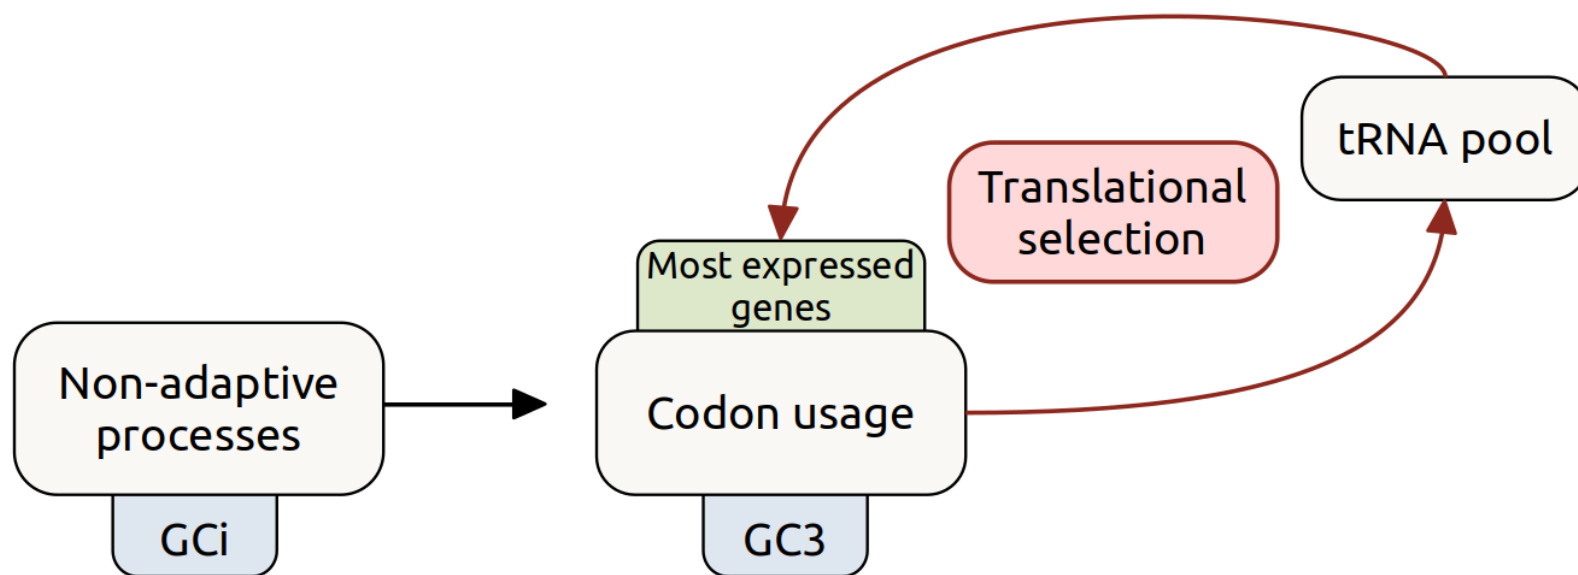 tRNA pool
Translational
selection
Most expressed
genes
Non-adaptive
processes
Codon usage
GCi
GC3